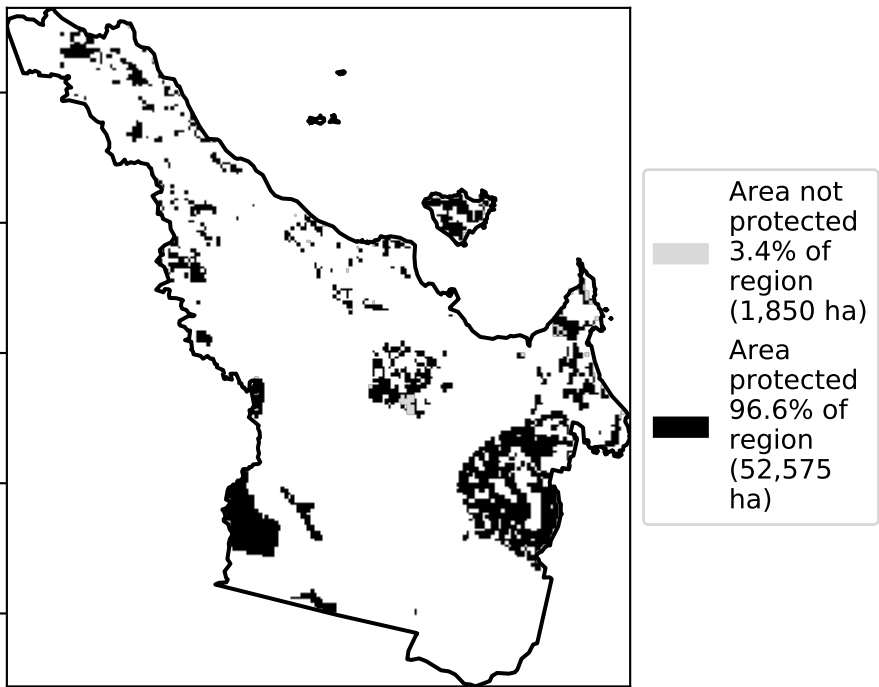 Area not
protected
3.4% of
region
(1,850 ha)
Area
protected
96.6% of
region
(52,575
ha)